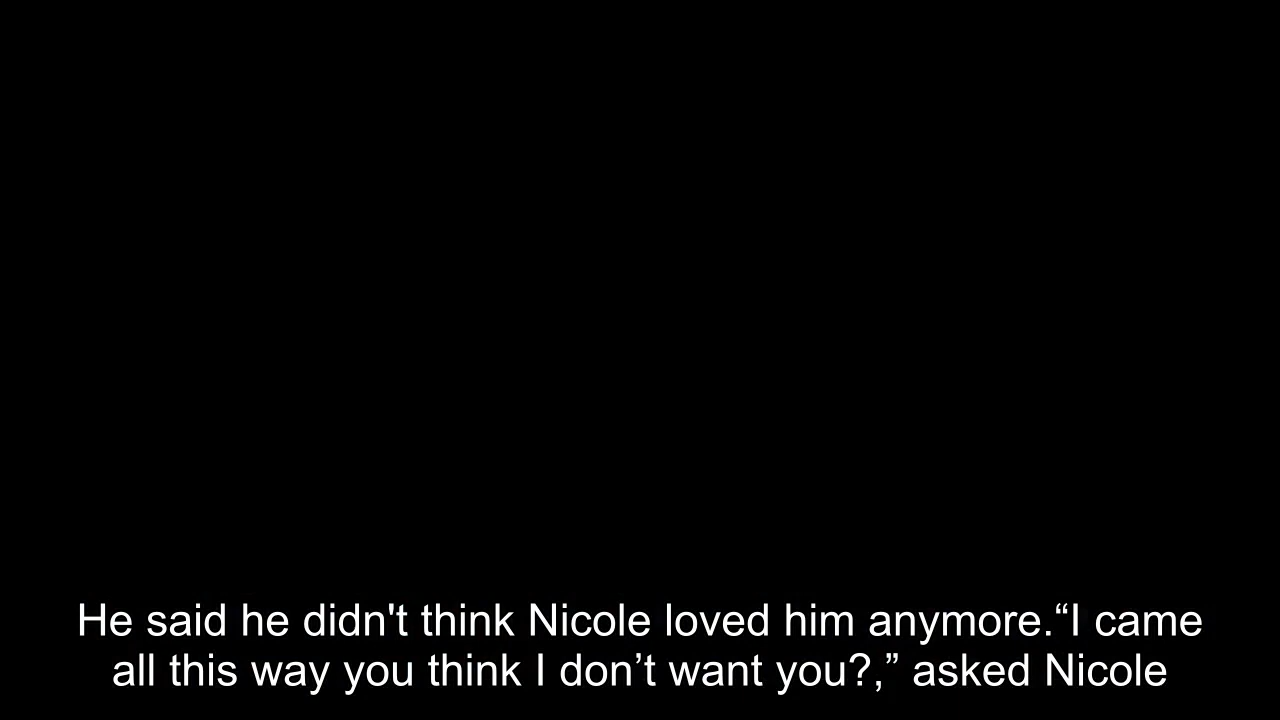 He said he didn't think Nicole loved him anymore.“I came
all this way you think I don’t want you?,” asked Nicole